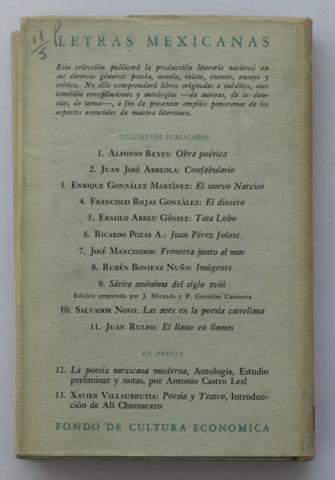 11/5
LETRAS MEXICANAS
Esta colección publicará la producción literaria nacional en
sus diversos géneros: poesía, novela, relato, cuento, ensayo y
crítica. No sólo comprenderá libros originales e inéditos, sino
también recopilaciones y antologías —de autores, de tenden-
cias, de temas—, a fin de presentar amplios panoramas de los
aspectos esenciales de nuestra literatura.
VOLÚMENES PUBLICADOS
1. ALFONSO REYES: Obra poética
2. JUAN JOSÉ ARREOLA: Confabulario
3. ENRIQUE GONZÁLEZ MARTÍNEZ: El nuevo Narciso
4. FRANCISCO ROJAS GONZÁLEZ: El diosero
5. ERMILO ABREU GÓMEZ: Tata Lobo
6. RICARDO POZAS A.: Juan Pérez Jolote.
7. JOSÉ MANCISIDOR: Frontera junto al mar
8. RUBÉN BONIFAZ NUÑO: Imágenes
9. Sátira anónima del siglo XVIII
Edición preparada por J. Miranda y P. González Casanova
10. SALVADOR NOVO: Las aves en la poesía castellana
11. JUAN RULFO: El llano en llamas
EN PRENSA
12. La poesía mexicana moderna, Antología, Estudio
preliminar y notas, por Antonio Castro Leal
13. XAVIER VILLAURRUTIA: Poesía y Teatro, Introduc-
ción de Alí Chumacero
FONDO DE CULTURA ECONOMICA